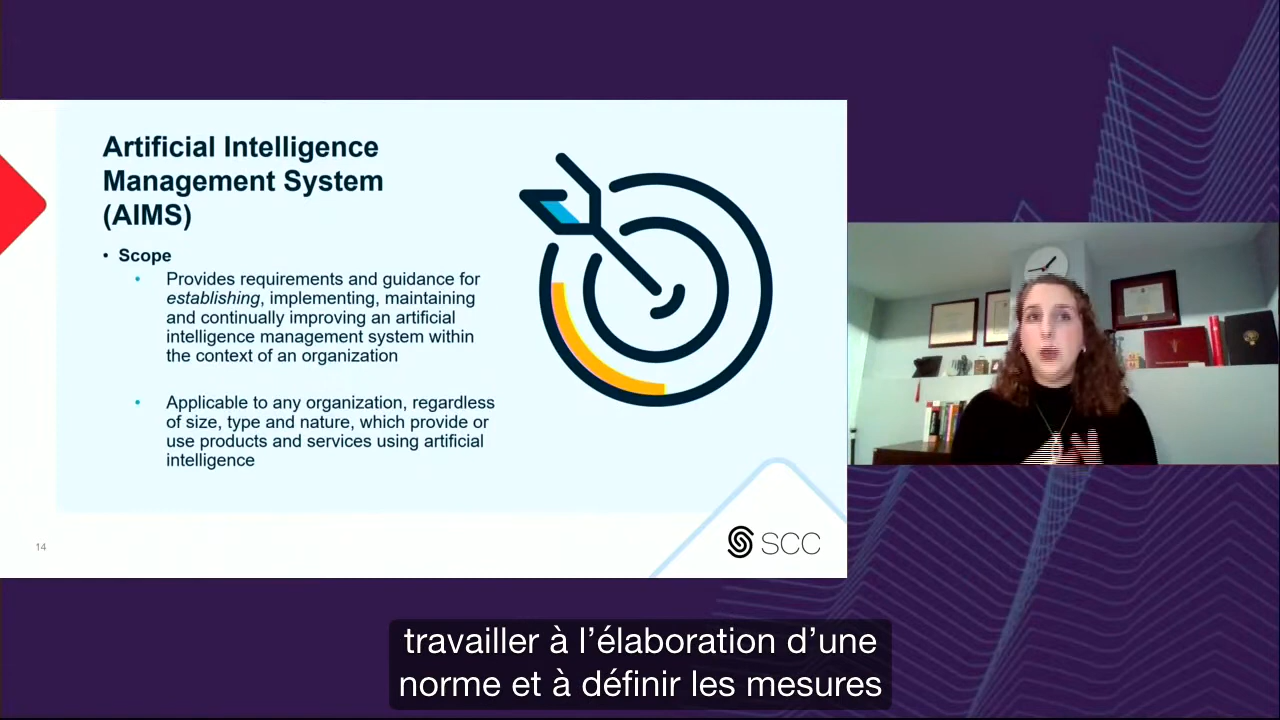 Artificial Intelligence
Management System
(AIMS)
• Scope
• Provides requirements and guidance for
establishing, implementing, maintaining
and continually improving an artificial
intelligence management system within
the context of an organization
• Applicable to any organization, regardless
of size, type and nature, which provide or
use products and services using artificial
intelligence
14
SCC
travailler à l’élaboration d’une
norme et à définir les mesures